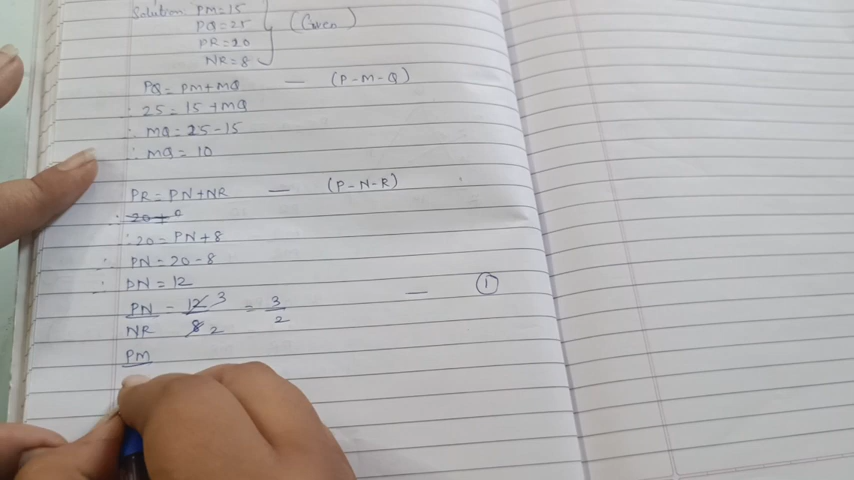 Solution PM=15
PQ=25
PR=20
NR=8
(Given)
PQ= PM+MQ — (P-M-Q)
∴ 25=15+MQ
∴ MQ= 25-15
∴ MQ= 10
PR= PN+NR — (P-N-R)
∴ 20=PN+8
∴ PN=20-8
∴ PN=12
PN = 12 3 = 3 — 1
NR 8 2 2
PM